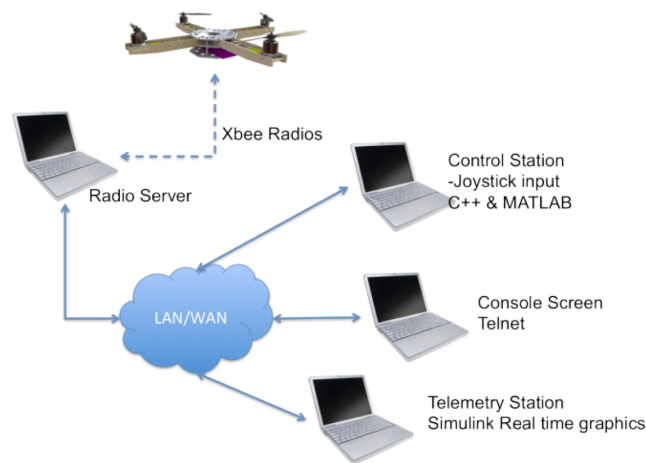 Xbee Radios
Radio Server
Control Station
-Joystick input
C++ & MATLAB
LAN/WAN
Console Screen
Telnet
Telemetry Station
Simulink Real time graphics